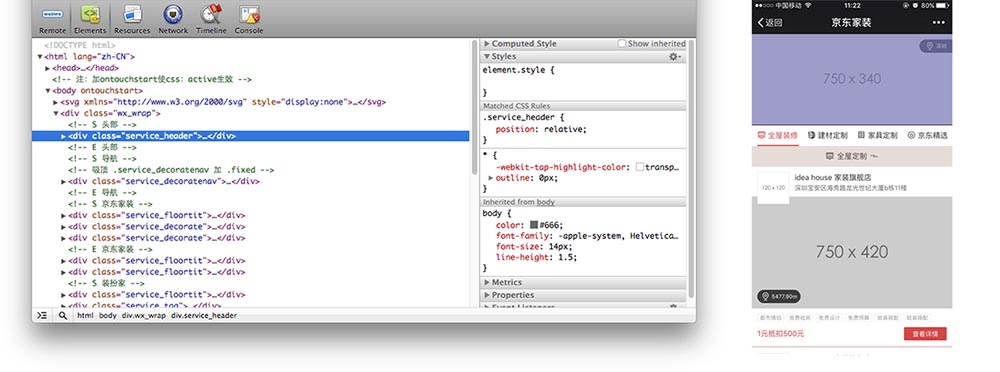 weinre
Remote
Elements
Resources
Network
Timeline
Console
<!DOCTYPE html>
▼<html lang="zh-CN">
▶<head>…</head>
<!-- 注: 加ontouchstart使css: active生效 -->
▼<body ontouchstart>
▶<svg xmlns="http://www.w3.org/2000/svg" style="display:none">…</svg>
▼<div class="wx_wrap">
<!-- S 头部 -->
▶<div class="service_header">…</div>
<!-- E 头部 -->
<!-- S 导航 -->
<!-- 吸顶 .service_decoratenav 加 .fixed -->
▶<div class="service_decoratenav">…</div>
<!-- E 导航 -->
<!-- S 京东家装 -->
▶<div class="service_floortit">…</div>
▶<div class="service_decorate">…</div>
▶<div class="service_decorate">…</div>
<!-- E 京东家装 -->
▶<div class="service_floortit">…</div>
<!-- S 装扮家 -->
▶<div class="service_floortit">…</div>
html body div.wx_wrap div.service_header
▶ Computed Style
Show inherited
▼ Styles
element.style {
}
Matched CSS Rules
.service_header {
position: relative;
}
* {
-webkit-tap-highlight-color: transp…
▶ outline: 0px;
}
Inherited from body
body {
color: #666;
font-family: -apple-system, Helvetica…
font-size: 14px;
line-height: 1.5;
}
▶ Metrics
▶ Properties
中国移动
11:22
80%
返回
京东家装
深圳
750 x 340
全屋装修
建材定制
家具定制
京东精选
全屋定制
120 x 120
idea house 家装旗舰店
深圳宝安区海秀路龙光世纪大厦b栋11楼
750 x 420
5477.90m
免费设计
1元抵扣500元
查看详情